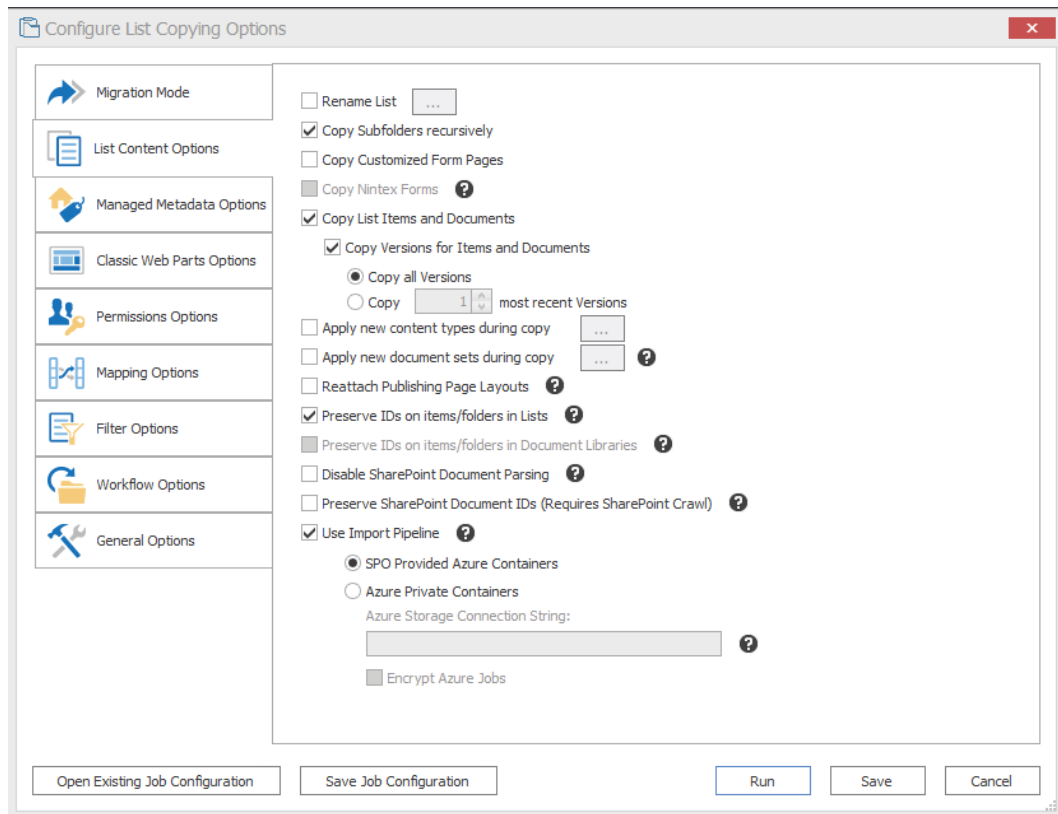 Configure List Copying Options
Migration Mode
List Content Options
Managed Metadata Options
Classic Web Parts Options
Permissions Options
Mapping Options
Filter Options
Workflow Options
General Options
Rename List ...
Copy Subfolders recursively
Copy Customized Form Pages
Copy Nintex Forms ?
Copy List Items and Documents
Copy Versions for Items and Documents
Copy all Versions
Copy 1 most recent Versions
Apply new content types during copy ...
Apply new document sets during copy ... ?
Reattach Publishing Page Layouts ?
Preserve IDs on items/folders in Lists ?
Preserve IDs on items/folders in Document Libraries ?
Disable SharePoint Document Parsing ?
Preserve SharePoint Document IDs (Requires SharePoint Crawl) ?
Use Import Pipeline ?
SPO Provided Azure Containers
Azure Private Containers
Azure Storage Connection String:
?
Encrypt Azure Jobs
Open Existing Job Configuration Save Job Configuration Run Save Cancel